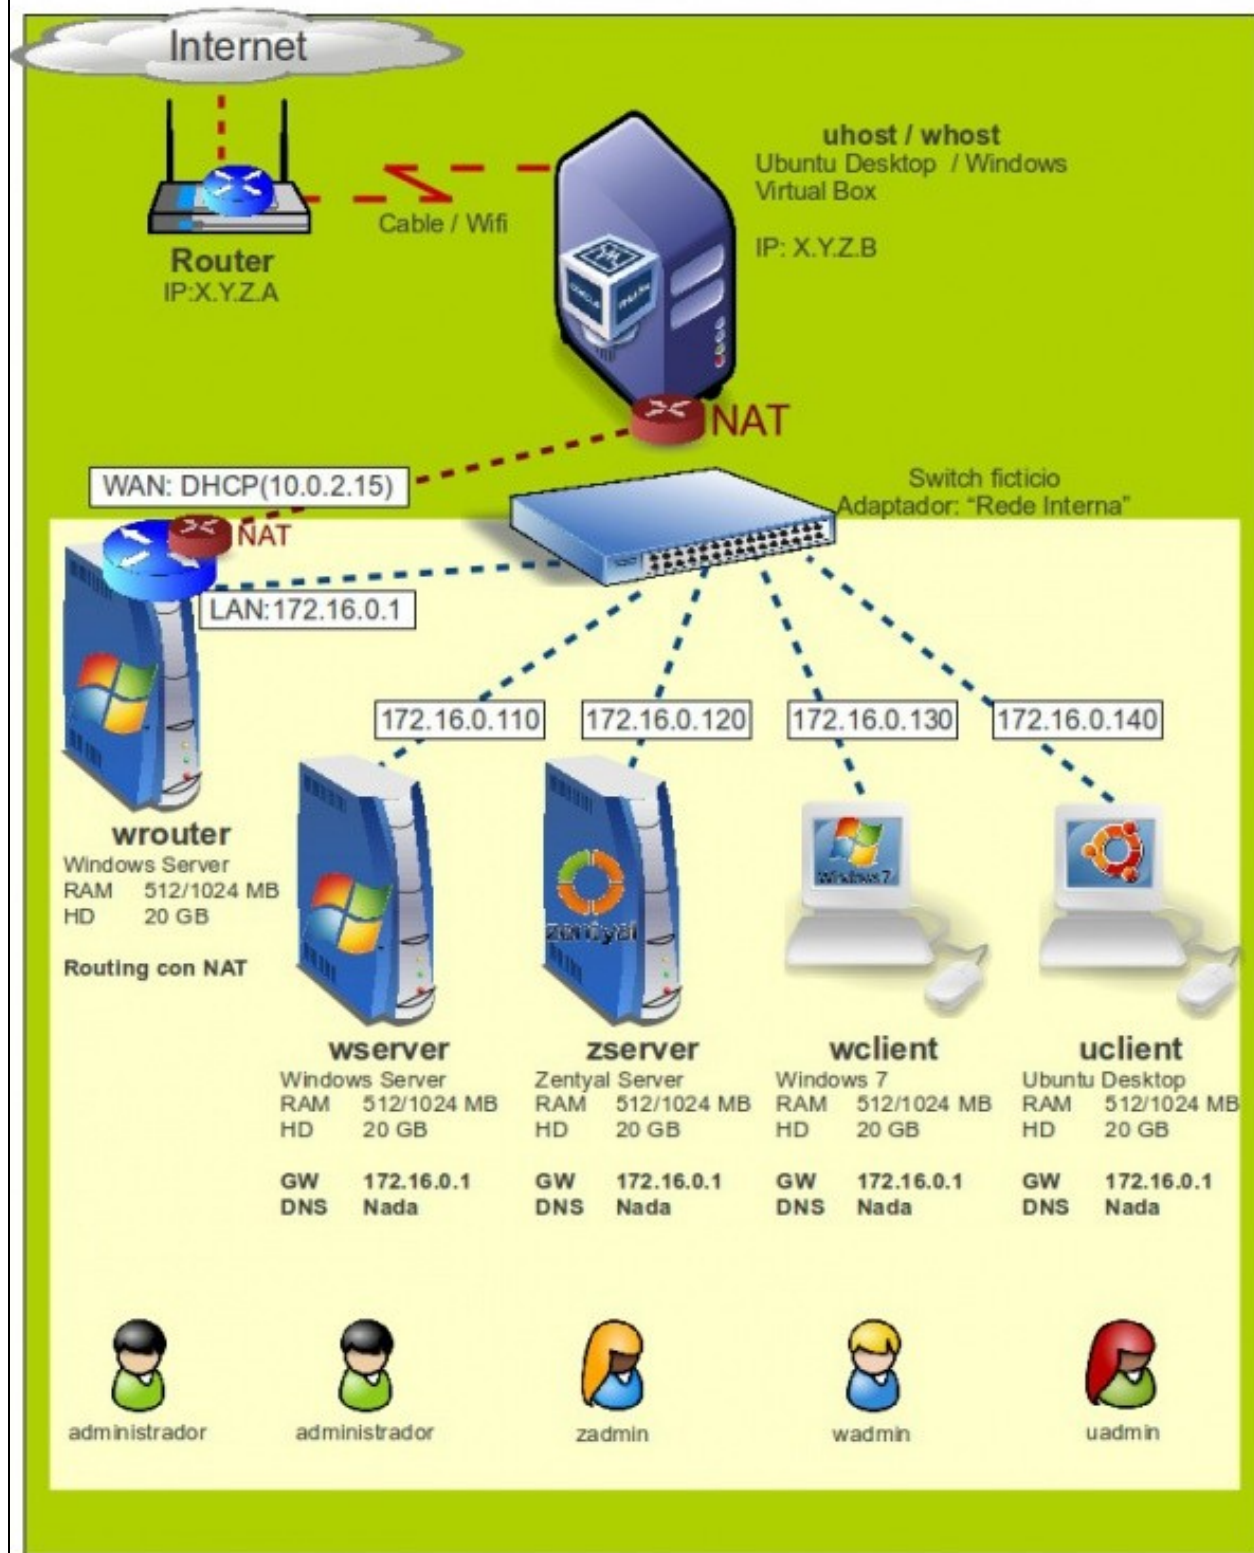 Internet
uhost / whost
Ubuntu Desktop / Windows
Virtual Box
IP: X.Y.Z.B
Cable / Wifi
Router
IP:X.Y.Z.A
NAT
WAN: DHCP(10.0.2.15)
Switch ficticio
Adaptador: “Rede Interna”
NAT
LAN:172.16.0.1
172.16.0.110
172.16.0.120
172.16.0.130
172.16.0.140
wrouter
Windows Server
RAM 512/1024 MB
HD 20 GB
Routing con NAT
Windows 7
zentyal
wserver
Windows Server
RAM 512/1024 MB
HD 20 GB
GW 172.16.0.1
DNS Nada
zserver
Zentyal Server
RAM 512/1024 MB
HD 20 GB
GW 172.16.0.1
DNS Nada
wclient
Windows 7
RAM 512/1024 MB
HD 20 GB
GW 172.16.0.1
DNS Nada
uclient
Ubuntu Desktop
RAM 512/1024 MB
HD 20 GB
GW 172.16.0.1
DNS Nada
administrador
administrador
zadmin
wadmin
uadmin